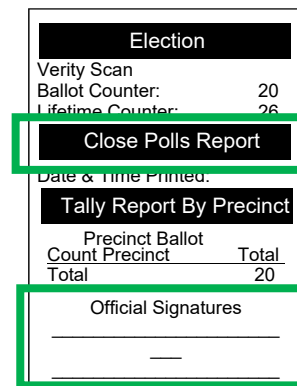 Election
Verity Scan
Ballot Counter: 20
Lifetime Counter: 26
Close Polls Report
Date & Time Printed:
Tally Report By Precinct
Precinct Ballot
Count Precinct Total
Total 20
Official Signatures